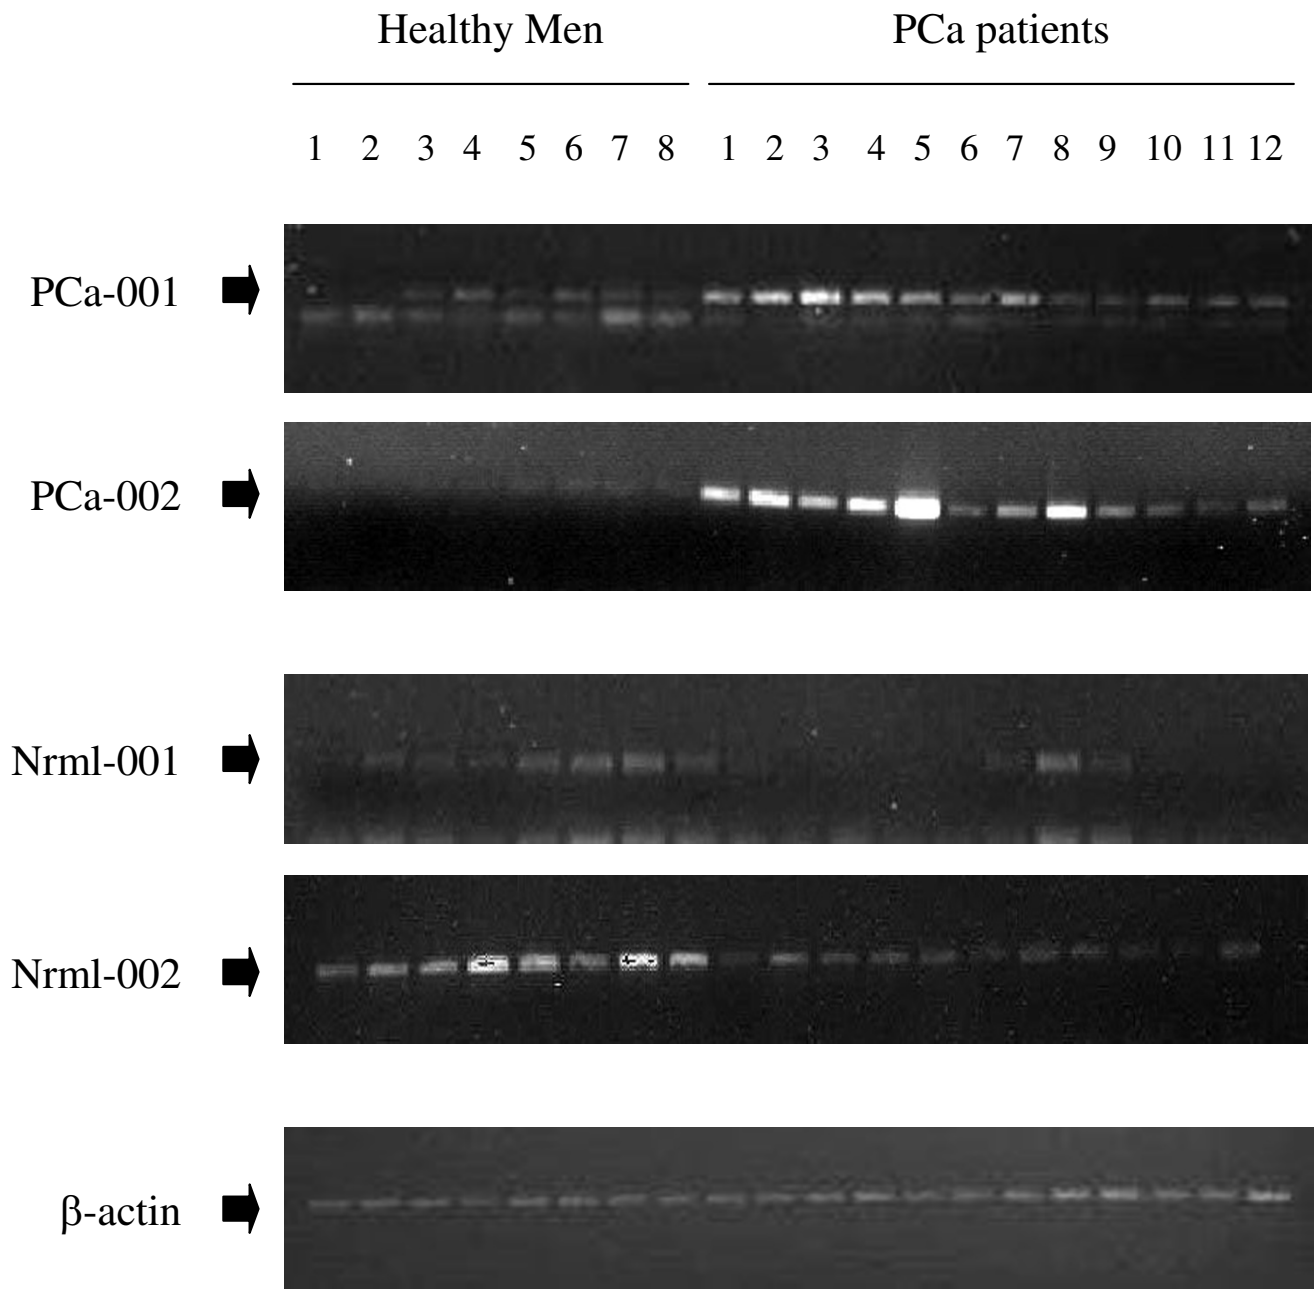 Healthy Men PCa patients
1 2 3 4 5 6 7 8 1 2 3 4 5 6 7 8 9 10 11 12
PCa-001
PCa-002
Nrml-001
Nrml-002
β-actin